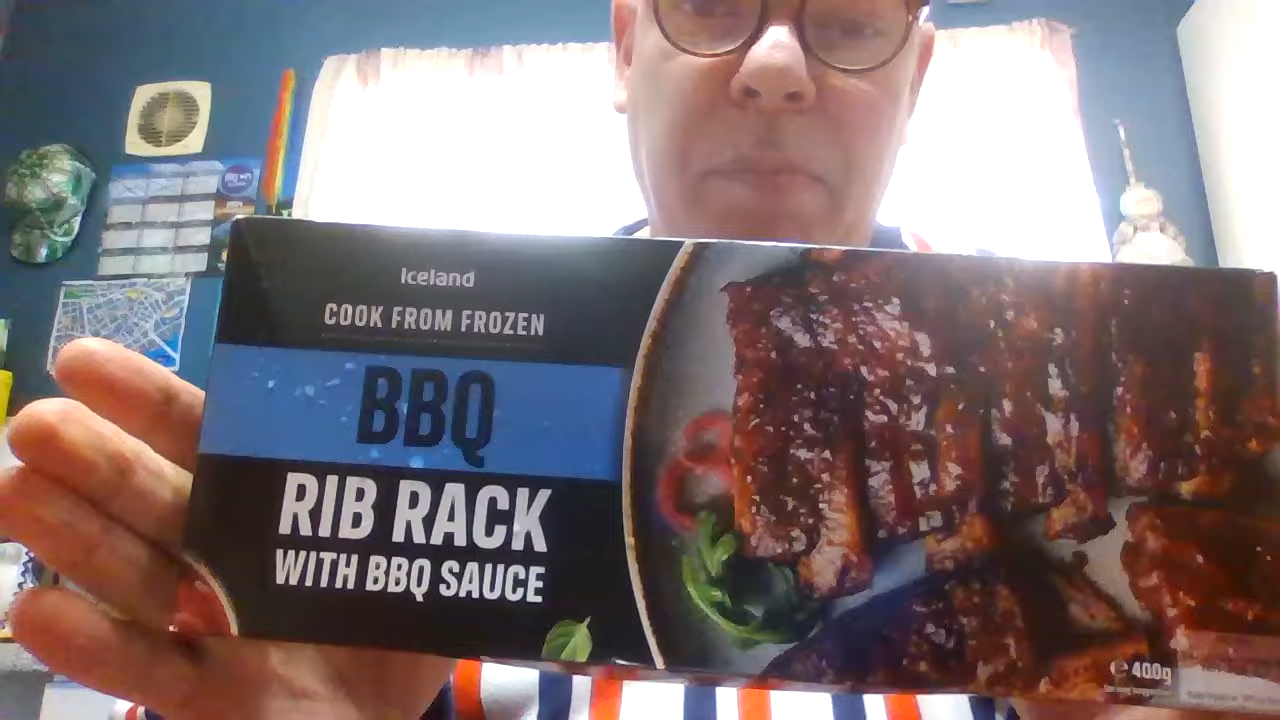 Iceland
COOK FROM FROZEN
BBQ
RIB RACK
WITH BBQ SAUCE
℮ 400g